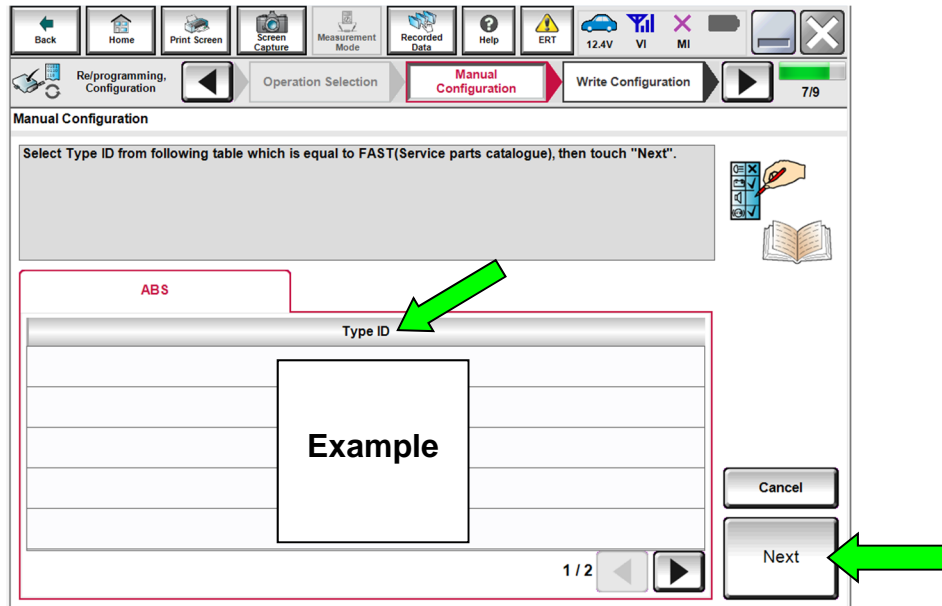 Back
Home
Print Screen
Screen
Capture
Measurement
Mode
Recorded
Data
Help
ERT
12.4V
VI
MI
Re/programming,
Configuration
Operation Selection
Manual
Configuration
Write Configuration
7/9
Manual Configuration
Select Type ID from following table which is equal to FAST(Service parts catalogue), then touch "Next".
ABS
Type ID
Example
Cancel
Next
1 / 2